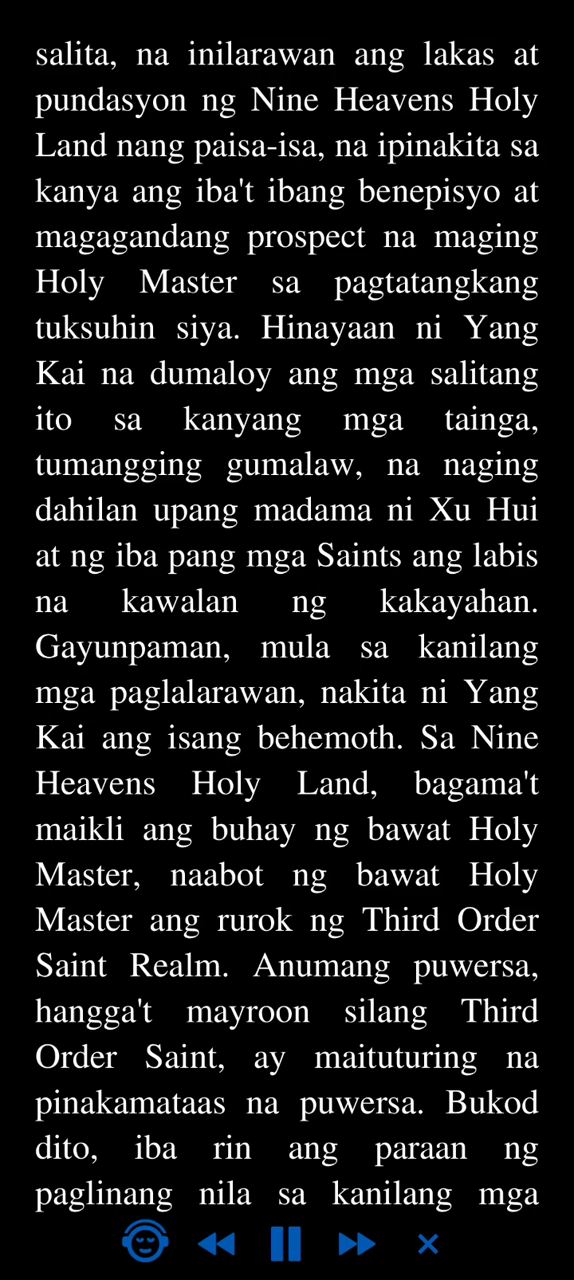 salita, na inilarawan ang lakas at
pundasyon ng Nine Heavens Holy
Land nang paisa-isa, na ipinakita sa
kanya ang iba't ibang benepisyo at
magagandang prospect na maging
Holy Master sa pagtatangkang
tuksuhin siya. Hinayaan ni Yang
Kai na dumaloy ang mga salitang
ito sa kanyang mga tainga,
tumangging gumalaw, na naging
dahilan upang madama ni Xu Hui
at ng iba pang mga Saints ang labis
na kawalan ng kakayahan.
Gayunpaman, mula sa kanilang
mga paglalarawan, nakita ni Yang
Kai ang isang behemoth. Sa Nine
Heavens Holy Land, bagama't
maikli ang buhay ng bawat Holy
Master, naabot ng bawat Holy
Master ang rurok ng Third Order
Saint Realm. Anumang puwersa,
hangga't mayroon silang Third
Order Saint, ay maituturing na
pinakamataas na puwersa. Bukod
dito, iba rin ang paraan ng
paglinang nila sa kanilang mga